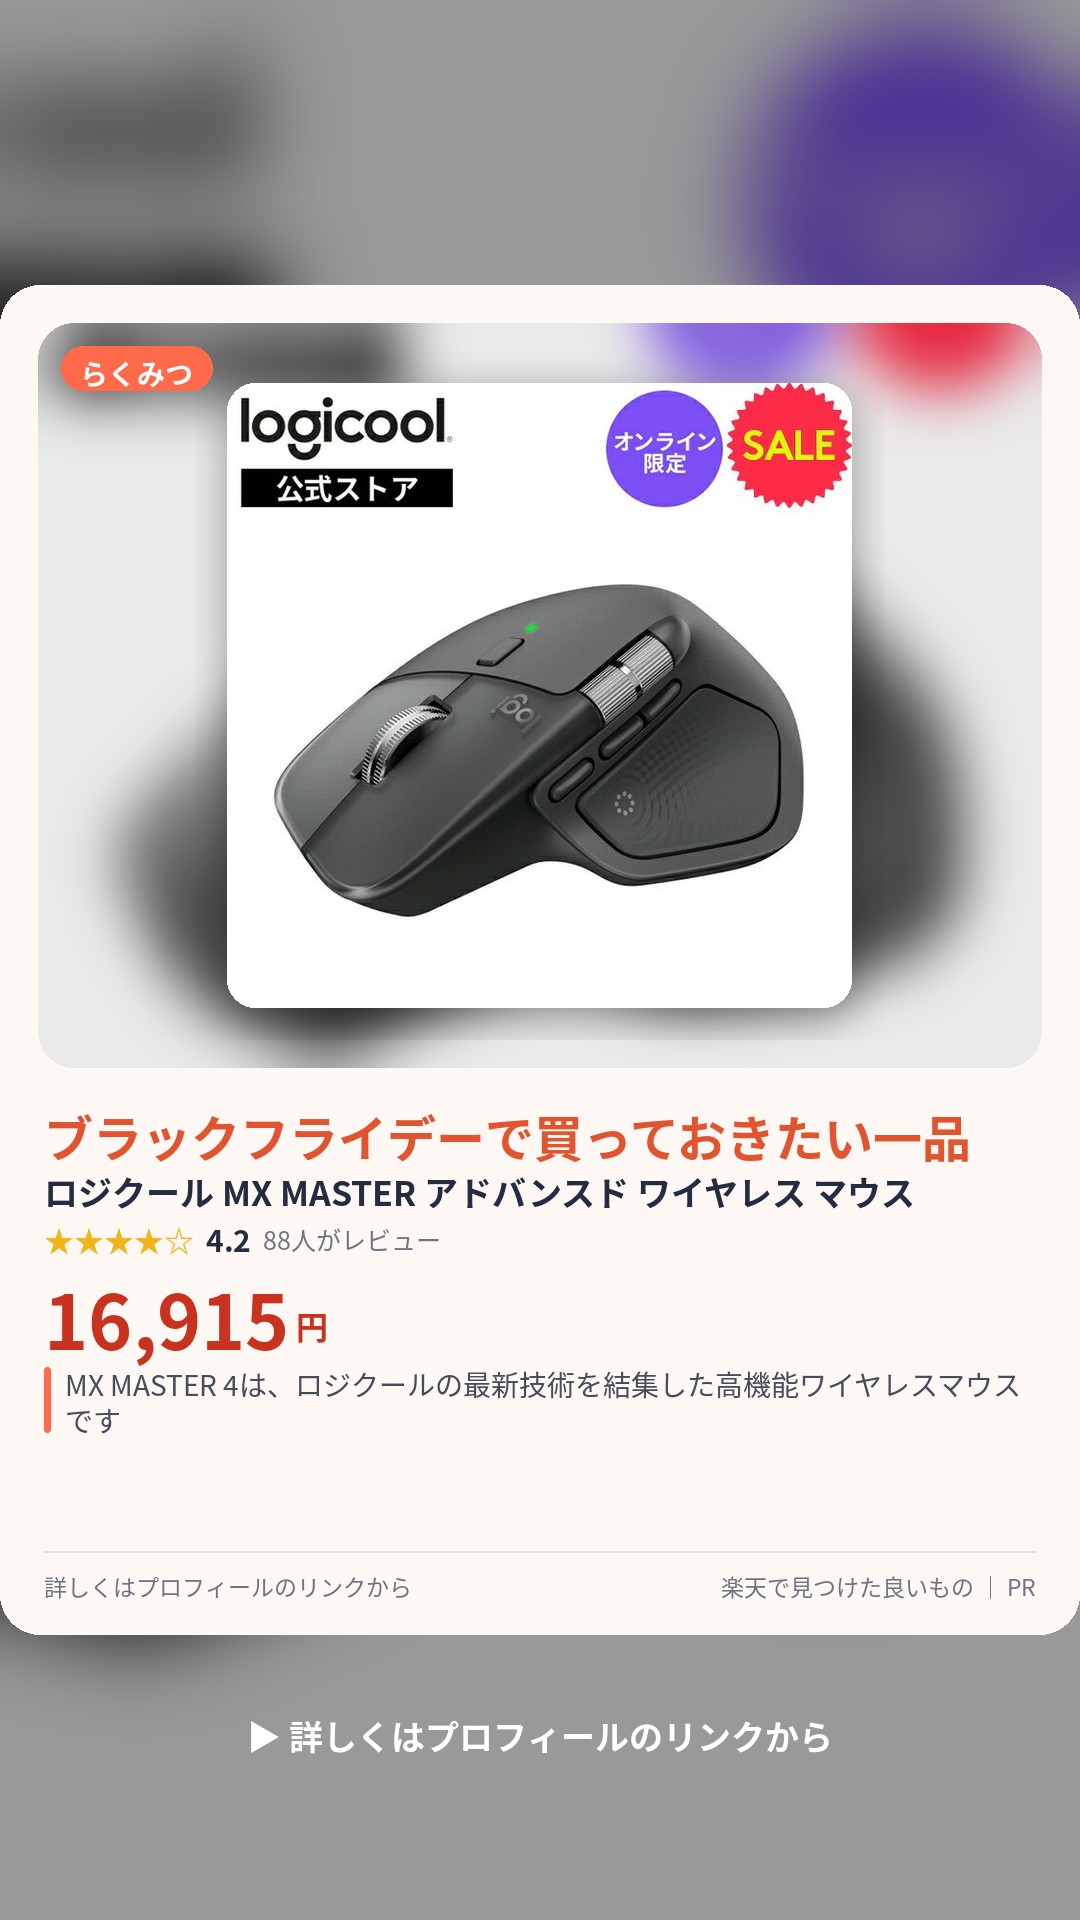 らくみつ
logicool
公式ストア
オンライン
限定
SALE
logi
ブラックフライデーで買っておきたい一品
ロジクール MX MASTER アドバンスド ワイヤレス マウス
★★★★☆ 4.2 88人がレビュー
16,915円
MX MASTER 4は、ロジクールの最新技術を結集した高機能ワイヤレスマウス
です
詳しくはプロフィールのリンクから
楽天で見つけた良いもの｜PR
▶ 詳しくはプロフィールのリンクから